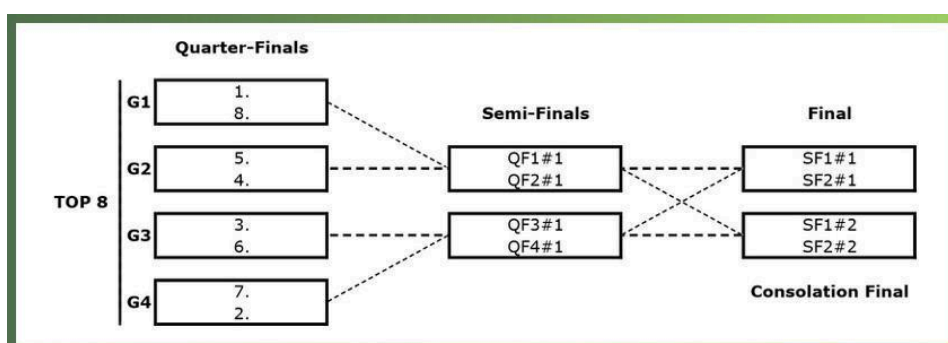 Quarter-Finals
TOP 8
G1
1.
8.
G2
5.
4.
G3
3.
6.
G4
7.
2.
Semi-Finals
QF1#1
QF2#1
QF3#1
QF4#1
Final
SF1#1
SF2#1
SF1#2
SF2#2
Consolation Final